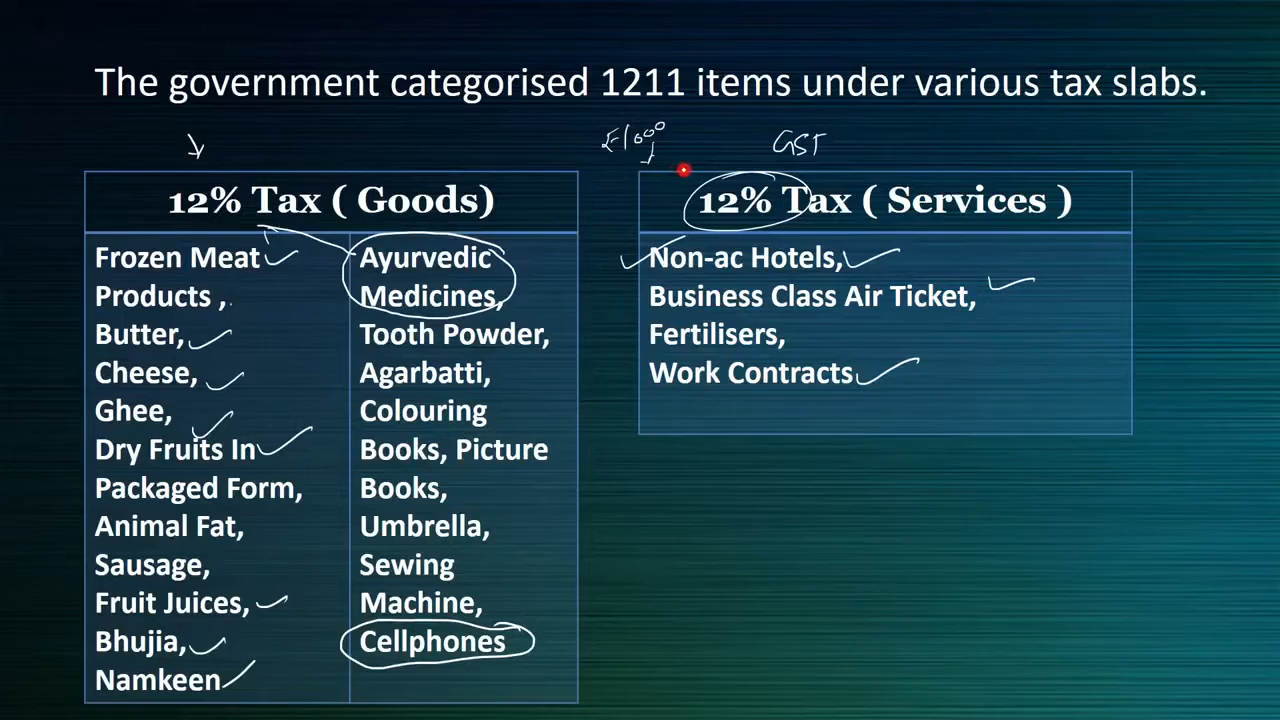 The government categorised 1211 items under various tax slabs.
GST
12% Tax ( Goods)
Frozen Meat
Products ,
Butter,
Cheese,
Ghee,
Dry Fruits In
Packaged Form,
Animal Fat,
Sausage,
Fruit Juices,
Bhujia,
Namkeen
Ayurvedic
Medicines,
Tooth Powder,
Agarbatti,
Colouring
Books, Picture
Books,
Umbrella,
Sewing
Machine,
Cellphones
12% Tax ( Services )
Non-ac Hotels,
Business Class Air Ticket,
Fertilisers,
Work Contracts